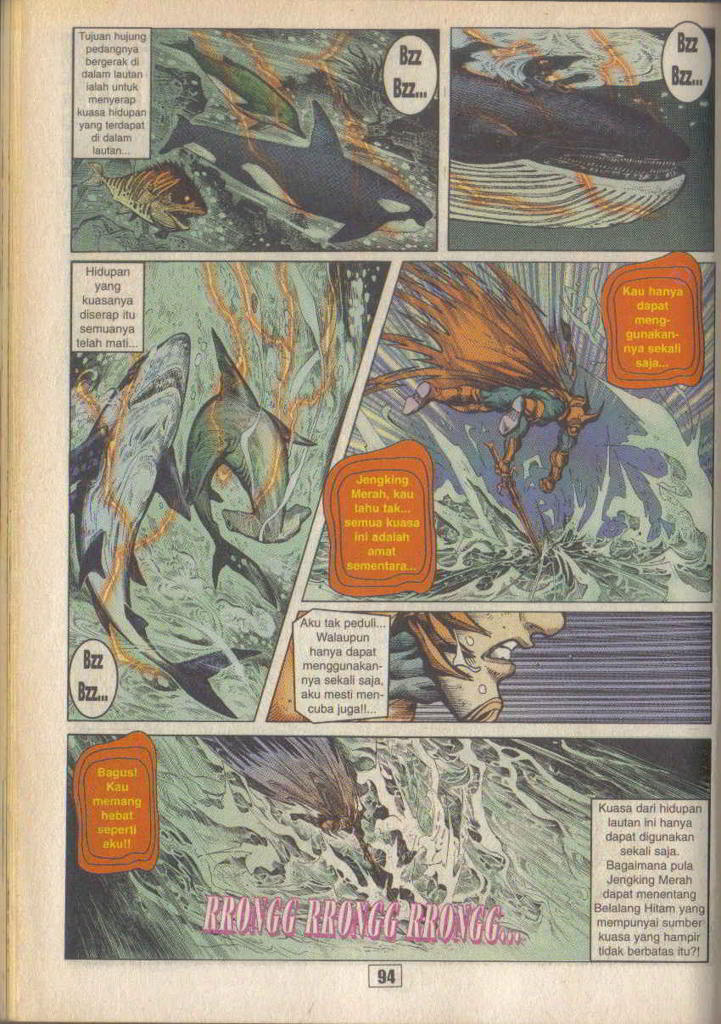 Tujuan hujung
pedangnya
bergerak di
dalam lautan
ialah untuk
menyerap
kuasa hidupan
yang terdapat
di dalam
lautan...
Bzz
Bzz...
Bzz
Bzz...
Hidupan
yang
kuasanya
diserap itu
semuanya
telah mati...
Bzz
Bzz...
Kau hanya
dapat
meng-
gunakan-
nya sekali
saja...
Jengking
Merah, kau
tahu tak...
semua kuasa
ini adalah
amat
sementara...
Aku tak peduli...
Walaupun
hanya dapat
menggunakan-
nya sekali saja,
aku mesti men-
cuba juga!!...
Bagus!
Kau
memang
hebat
seperti
aku!!
RRONGG RRONGG RRONGG...
Kuasa dari hidupan
lautan ini hanya
dapat digunakan
sekali saja.
Bagaimana pula
Jengking Merah
dapat menentang
Belalang Hitam yang
mempunyai sumber
kuasa yang hampir
tidak berbatas itu?!
94